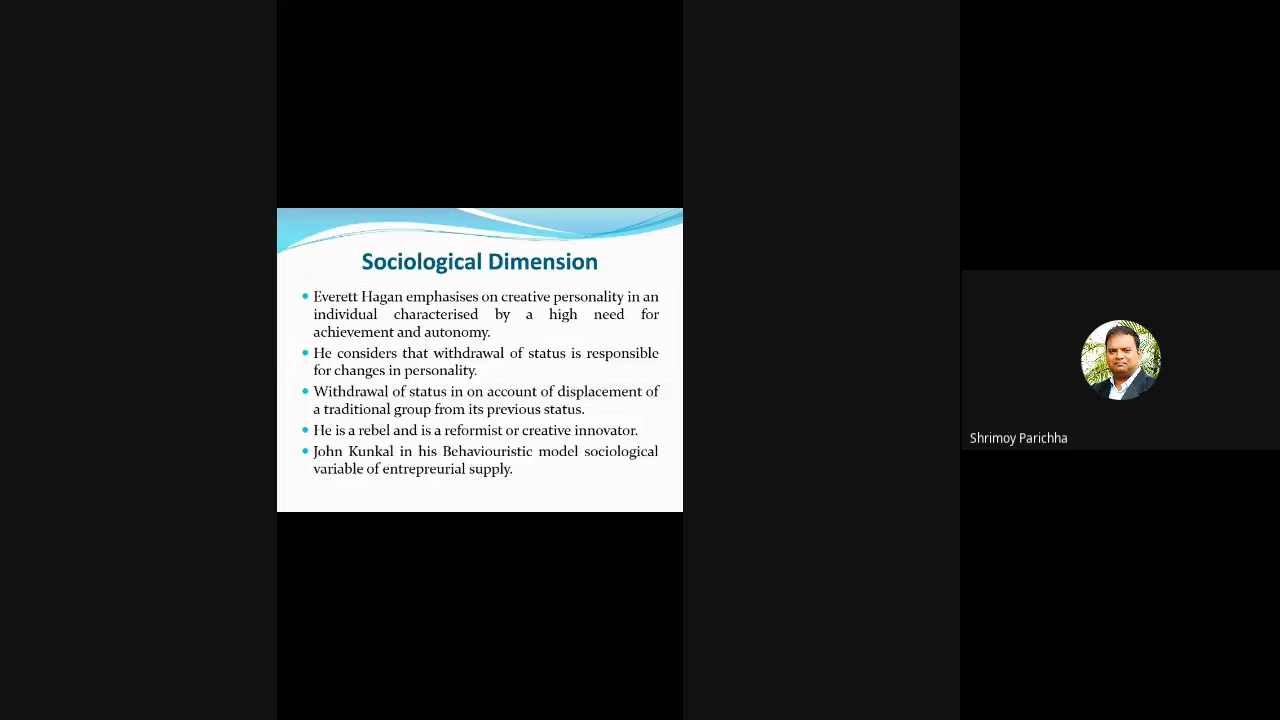 Sociological Dimension
Everett Hagan emphasises on creative personality in an
individual characterised by a high need for
achievement and autonomy.
He considers that withdrawal of status is responsible
for changes in personality.
Withdrawal of status in on account of displacement of
a traditional group from its previous status.
He is a rebel and is a reformist or creative innovator.
John Kunkal in his Behaviouristic model sociological
variable of entrepreurial supply.
Shrimoy Parichha